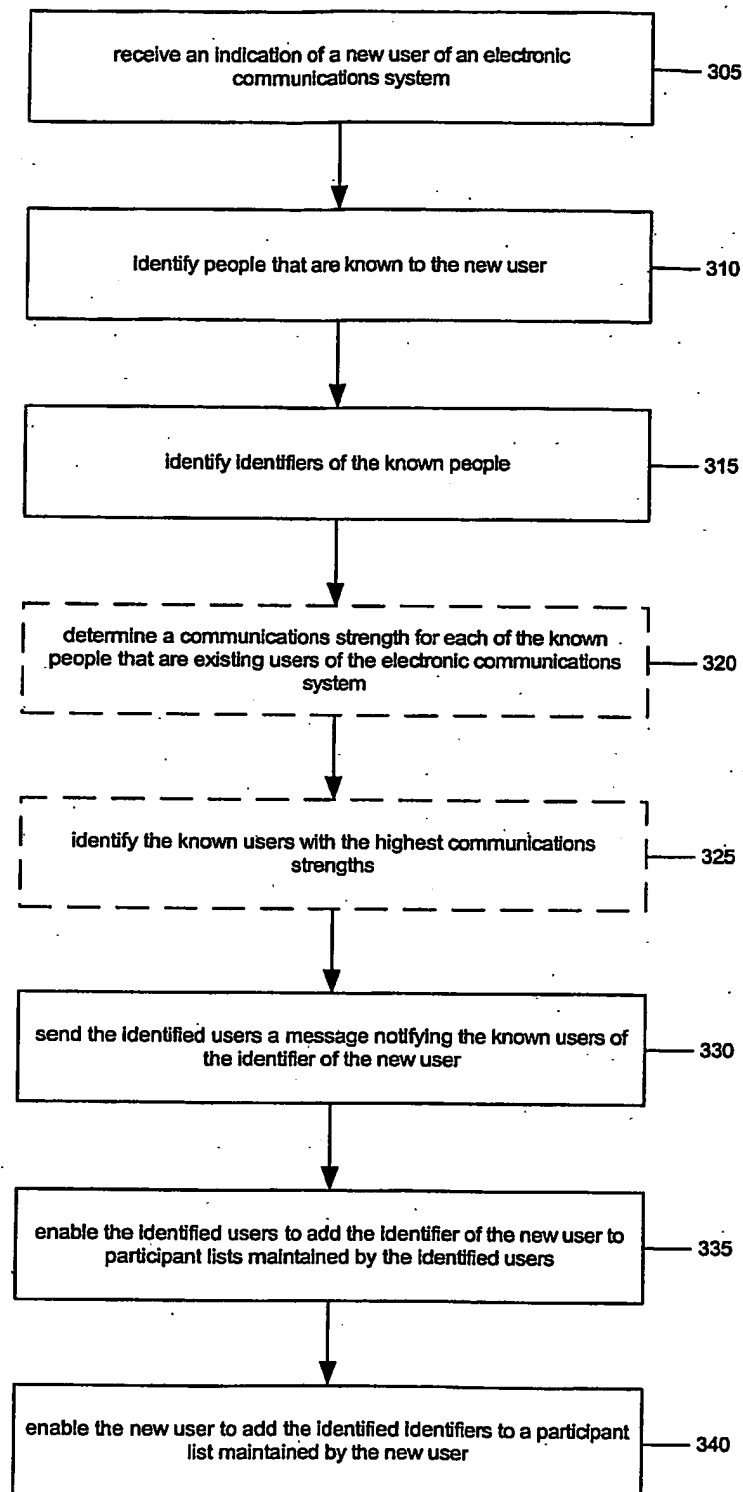 receive an indication of a new user of an electronic
communications system
305
identify people that are known to the new user
310
identify identifiers of the known people
315
determine a communications strength for each of the known
people that are existing users of the electronic communications
system
320
identify the known users with the highest communications
strengths
325
send the identified users a message notifying the known users of
the identifier of the new user
330
enable the identified users to add the identifier of the new user to
participant lists maintained by the identified users
335
enable the new user to add the identified identifiers to a participant
list maintained by the new user
340